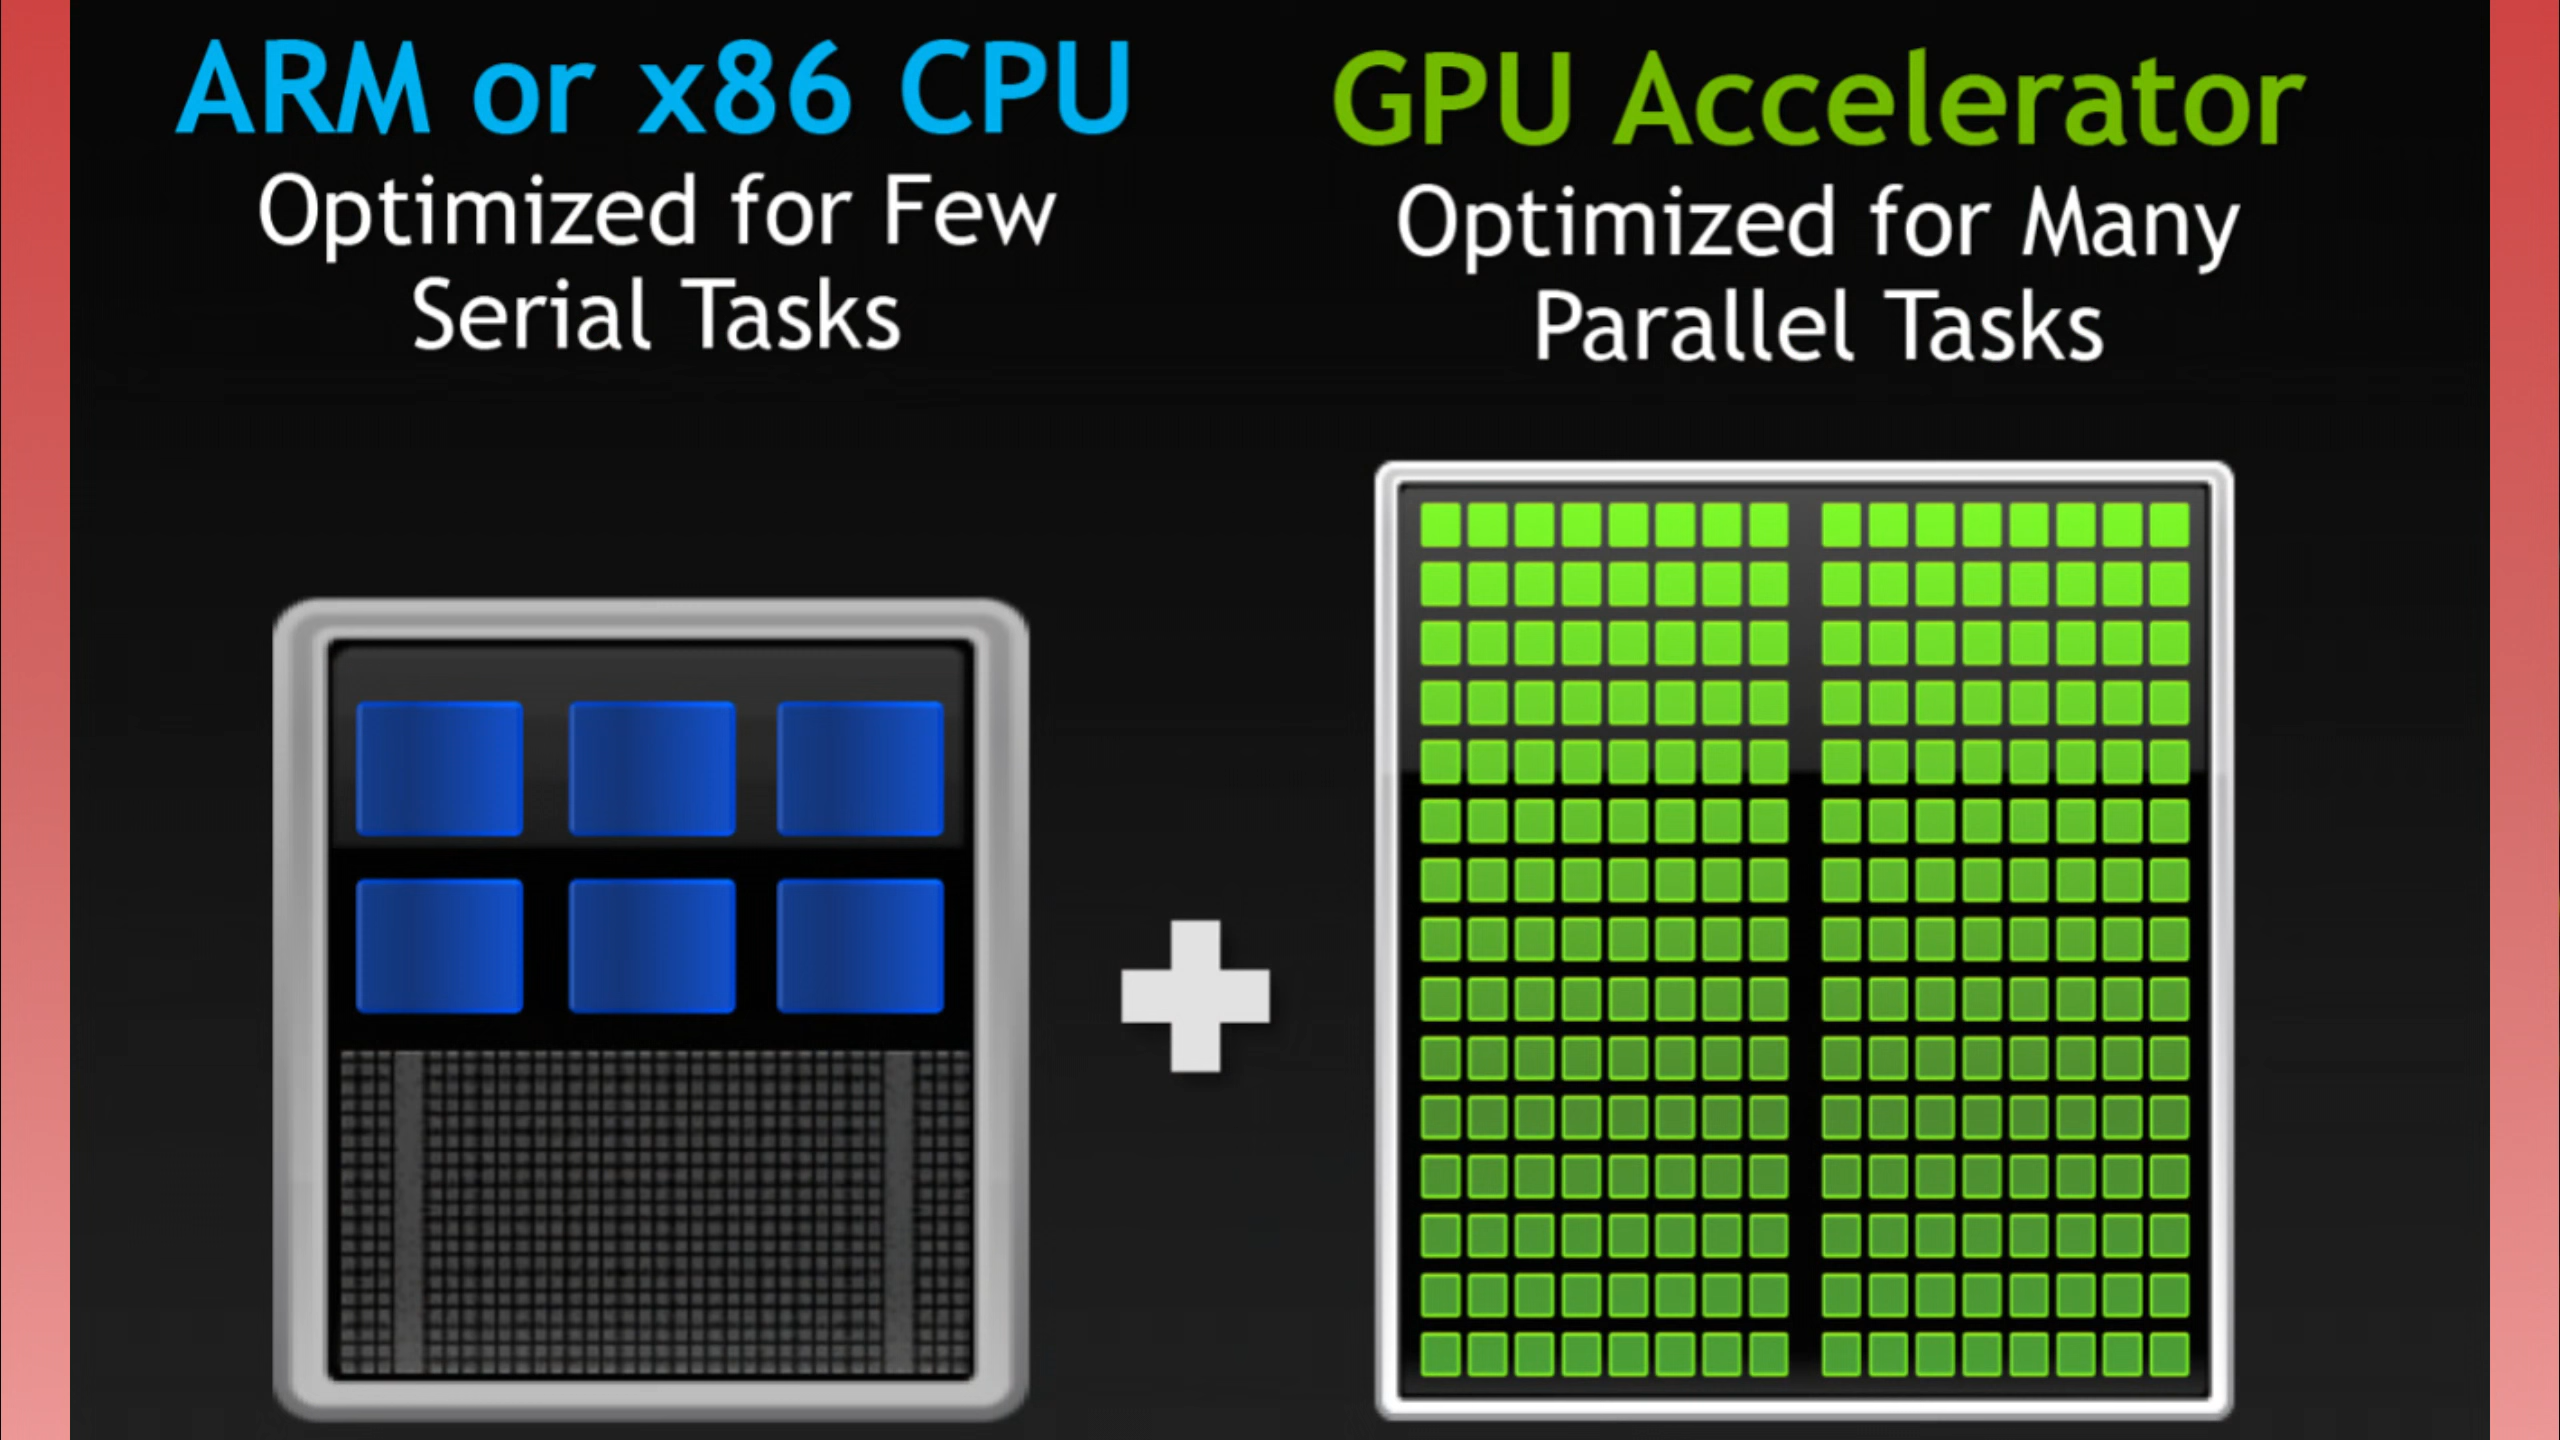 ARM or x86 CPU
Optimized for Few
Serial Tasks
GPU Accelerator
Optimized for Many
Parallel Tasks